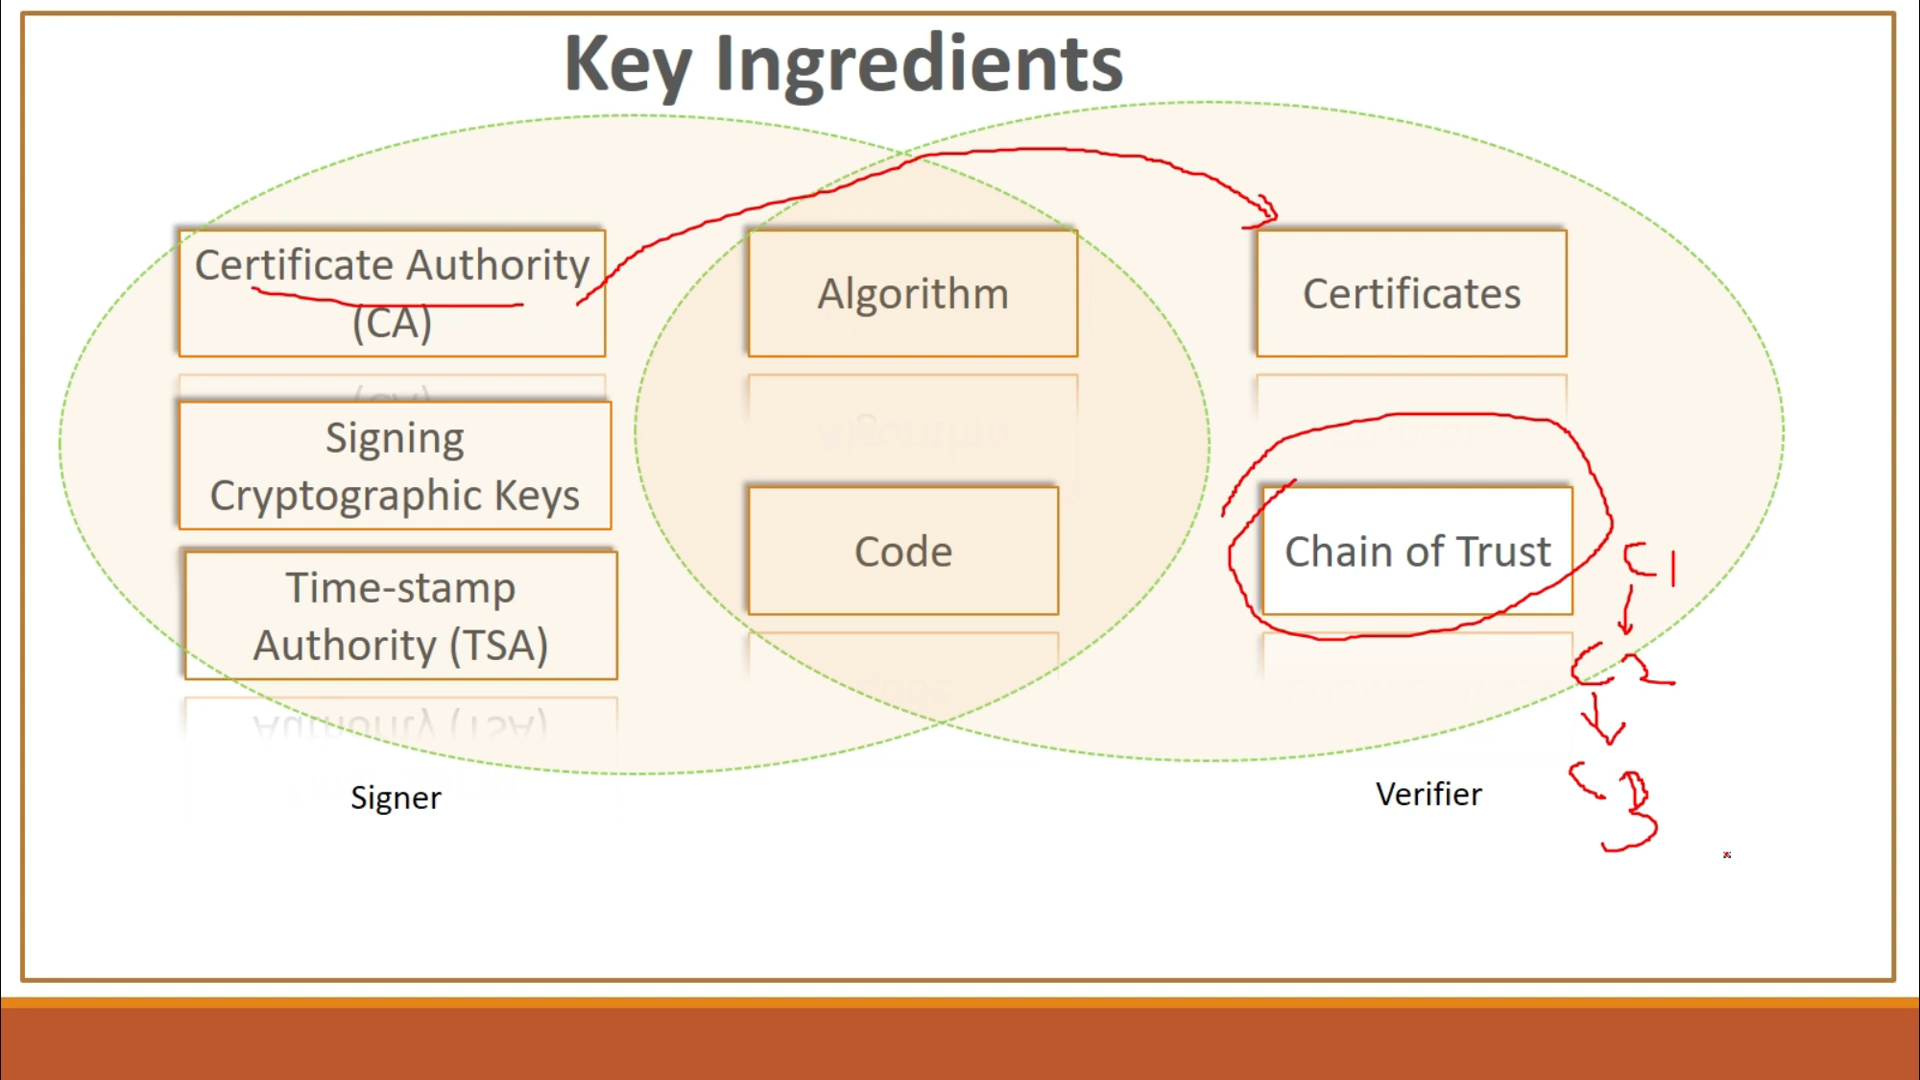 Key Ingredients
Certificate Authority
(CA)
Signing
Cryptographic Keys
Time-stamp
Authority (TSA)
Signer
Algorithm
Code
Certificates
Chain of Trust
Verifier
C1
C2
C3